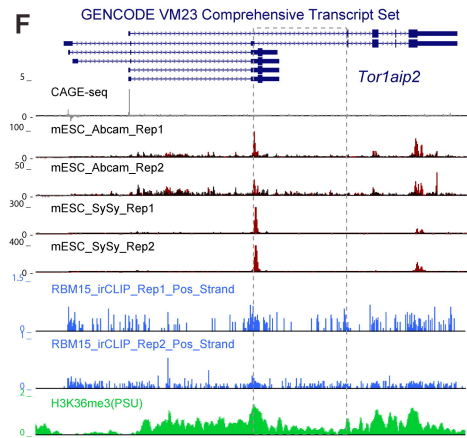 F
GENCODE VM23 Comprehensive Transcript Set
Tor1aip2
5
CAGE-seq
0
100
mESC_Abcam_Rep1
0
50
mESC_Abcam_Rep2
0
300
mESC_SySy_Rep1
0
400
mESC_SySy_Rep2
0
1.5
RBM15_irCLIP_Rep1_Pos_Strand
0
1
RBM15_irCLIP_Rep2_Pos_Strand
0
2
H3K36me3(PSU)
0